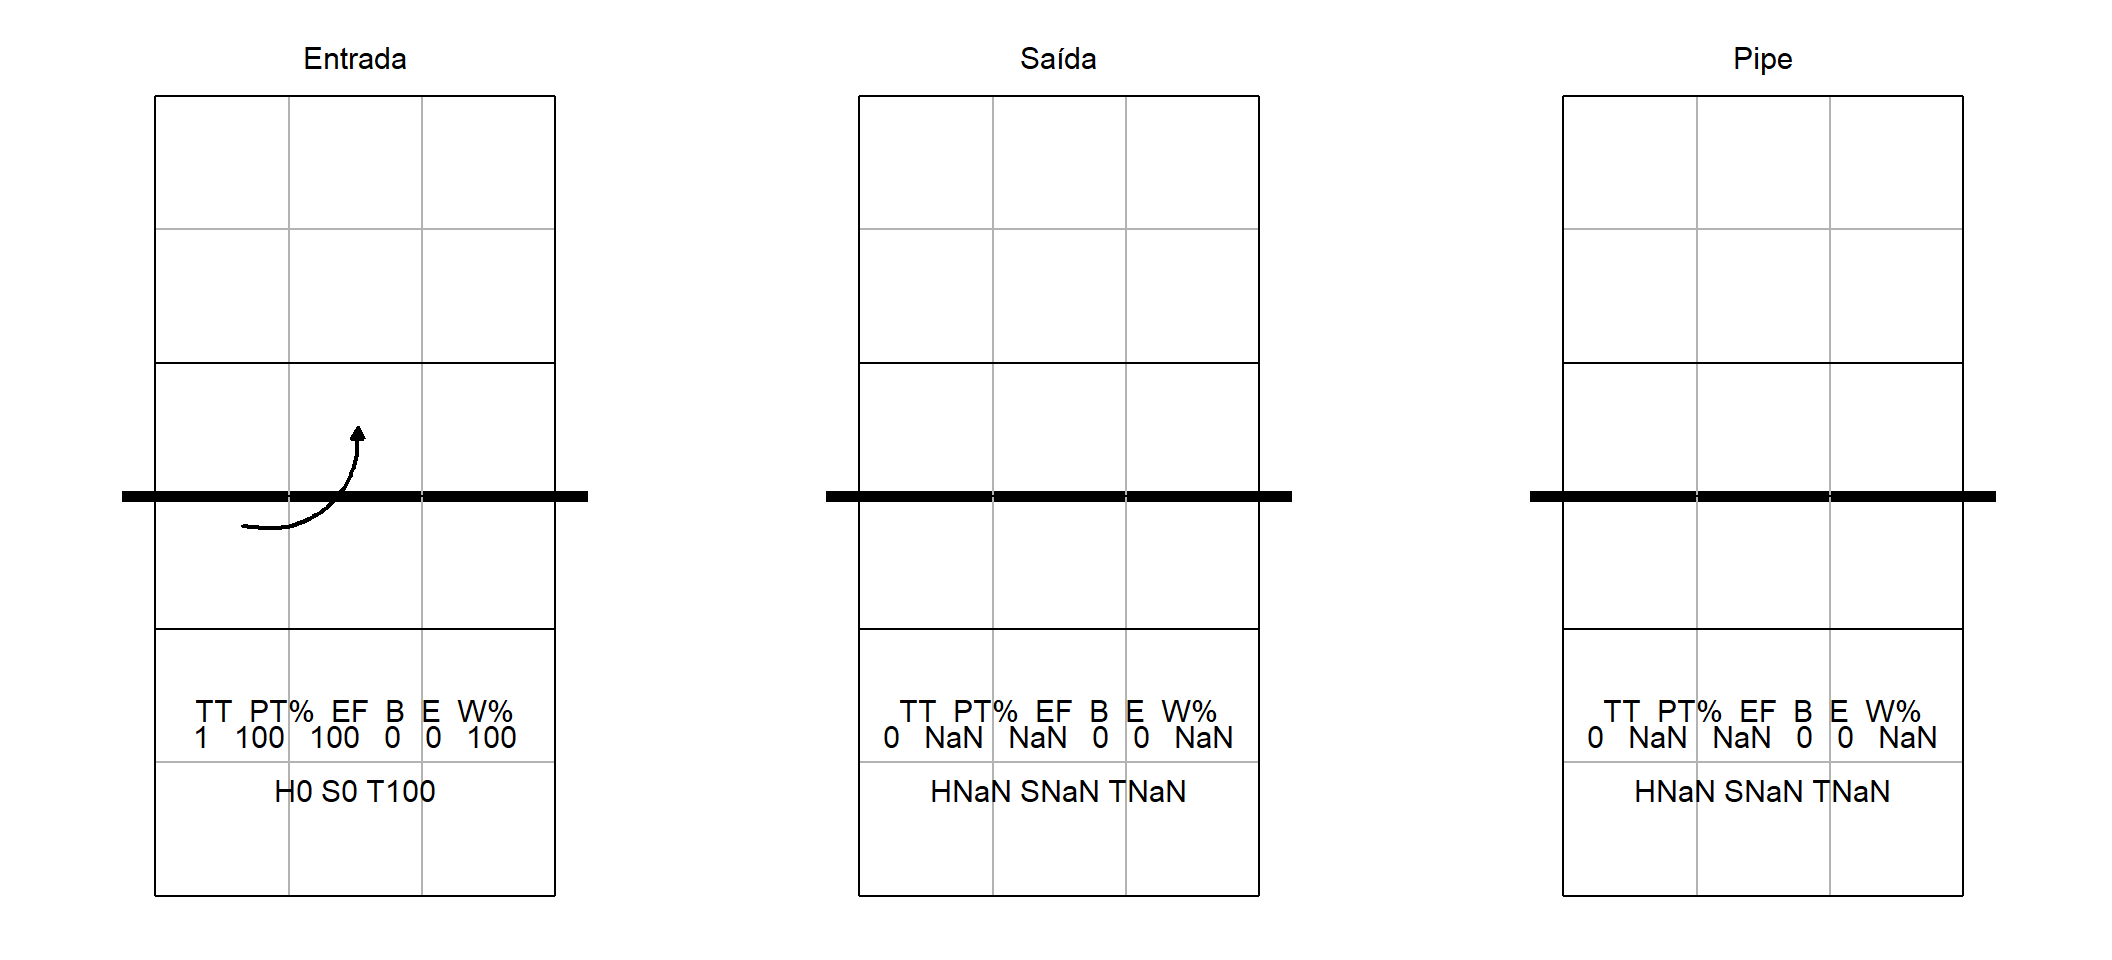 Entrada
TT PT% EF B E W%
1 100 100 0 0 100
H0 S0 T100
Saída
TT PT% EF B E W%
0 NaN NaN 0 0 NaN
HNaN SNaN TNaN
Pipe
TT PT% EF B E W%
0 NaN NaN 0 0 NaN
HNaN SNaN TNaN